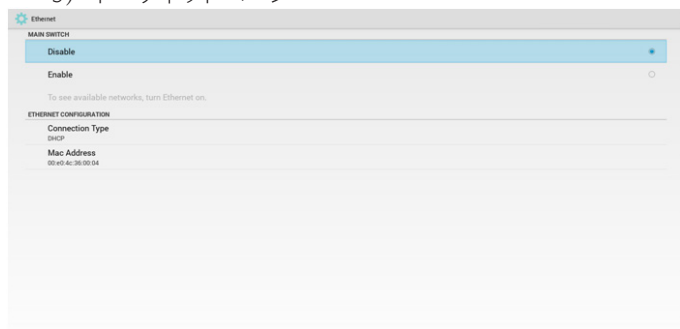 Ethernet
MAIN SWITCH
Disable
Enable
To see available networks, turn Ethernet on.
ETHERNET CONFIGURATION
Connection Type
DHCP
Mac Address
00:e0:4c:36:00:04